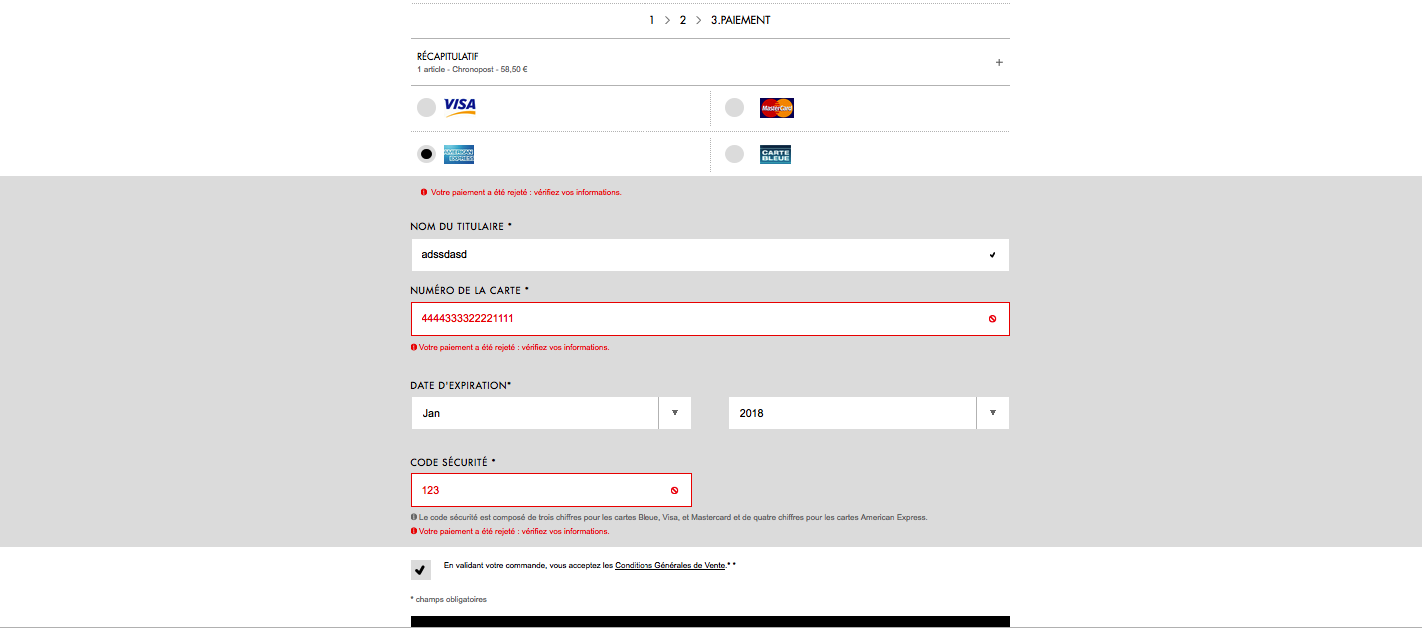 1 > 2 > 3.PAIEMENT
RÉCAPITULATIF
1 article - Chronopost - 58,50 €
+
VISA
MasterCard
AMERICAN EXPRESS
CARTE BLEUE
Votre paiement a été rejeté : vérifiez vos informations.
NOM DU TITULAIRE *
adssdasd
NUMÉRO DE LA CARTE *
4444333322221111
Votre paiement a été rejeté : vérifiez vos informations.
DATE D'EXPIRATION*
Jan 2018
CODE SÉCURITÉ *
123
Le code sécurité est composé de trois chiffres pour les cartes Bleue, Visa, et Mastercard et de quatre chiffres pour les cartes American Express.
Votre paiement a été rejeté : vérifiez vos informations.
En validant votre commande, vous acceptez les Conditions Générales de Vente.* *
* champs obligatoires